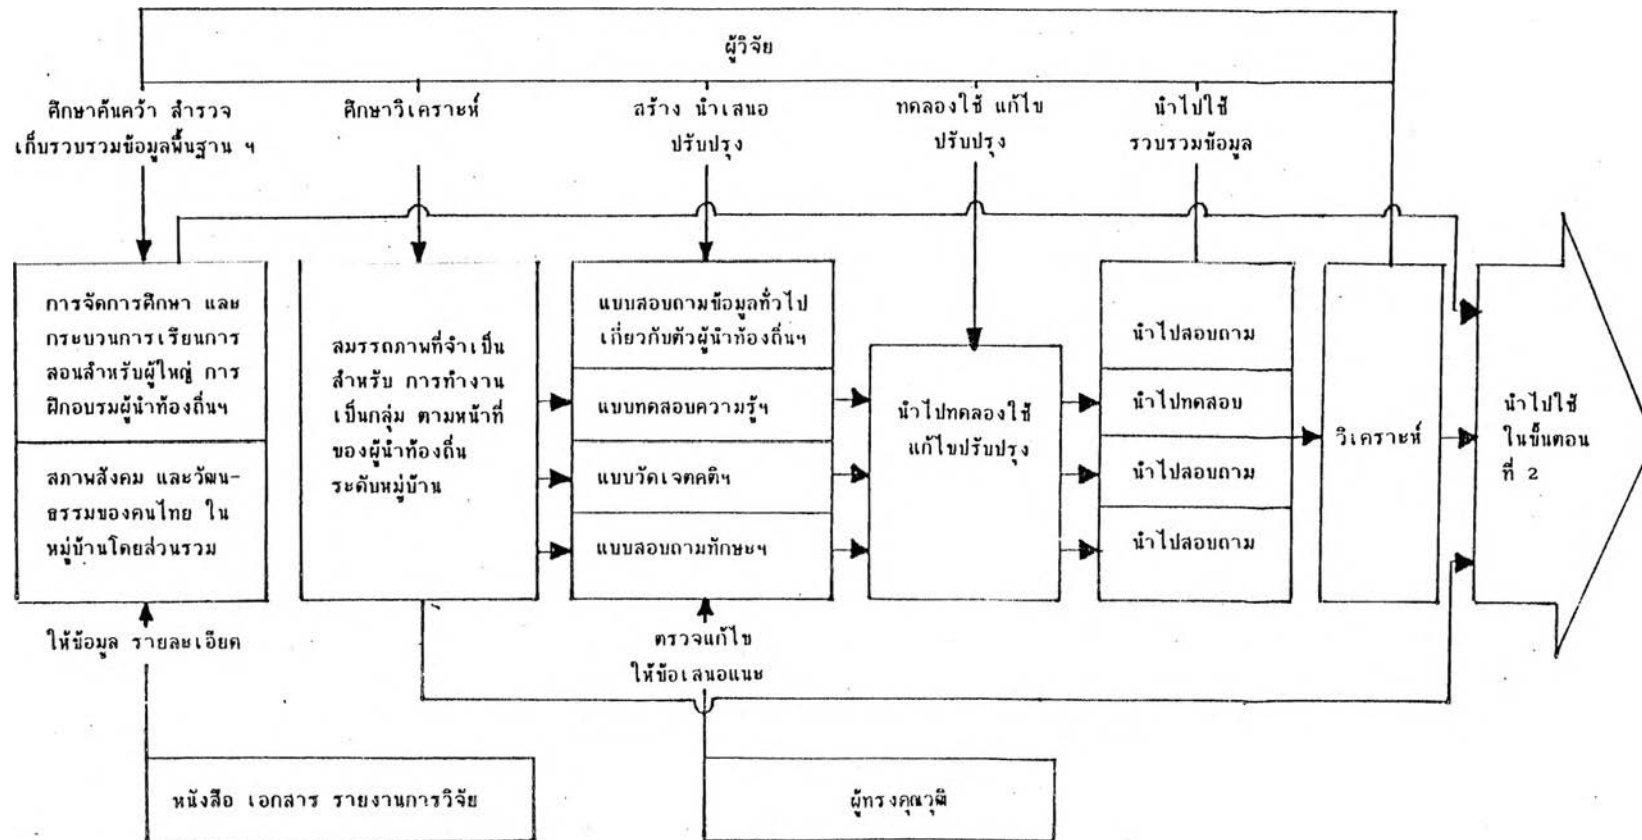 ผู้วิจัย
ศึกษาค้นคว้า สำรวจ
เก็บรวบรวมข้อมูลพื้นฐาน ฯ
ศึกษาวิเคราะห์
สร้าง นำเสนอ
ปรับปรุง
ทดลองใช้ แก้ไข
ปรับปรุง
นำไปใช้
รวบรวมข้อมูล
การจัดการศึกษา และ
กระบวนการเรียนการ
สอนสำหรับผู้ใหญ่ การ
ฝึกอบรมผู้นำท้องถิ่นฯ
สภาพสังคม และวัฒน-
ธรรมของคนไทย ใน
หมู่บ้านโดยส่วนรวม
สมรรถภาพที่จำเป็น
สำหรับ การทำงาน
เป็นกลุ่ม ตามหน้าที่
ของผู้นำท้องถิ่น
ระดับหมู่บ้าน
แบบสอบถามข้อมูลทั่วไป
เกี่ยวกับตัวผู้นำท้องถิ่นฯ
แบบทดสอบความรู้ฯ
แบบวัดเจตคติฯ
แบบสอบถามทักษะฯ
นำไปทดลองใช้
แก้ไขปรับปรุง
นำไปสอบถาม
นำไปทดสอบ
นำไปสอบถาม
นำไปสอบถาม
วิเคราะห์
นำไปใช้
ในขั้นตอน
ที่ 2
ให้ข้อมูล รายละเอียด
ตรวจแก้ไข
ให้ข้อเสนอแนะ
หนังสือ เอกสาร รายงานการวิจัย
ผู้ทรงคุณวุฒิ